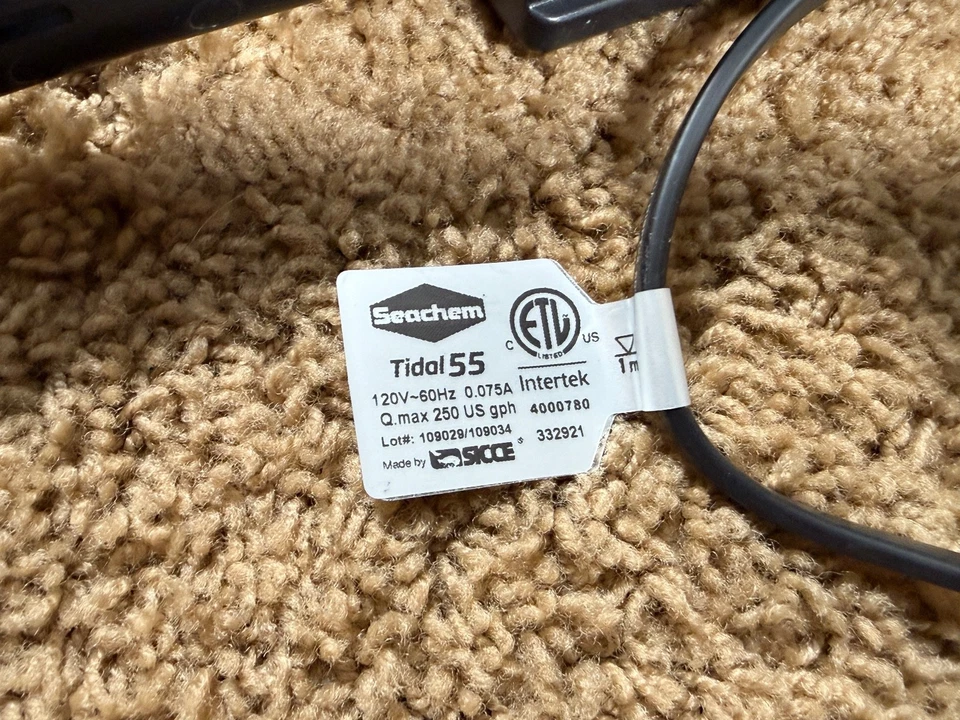 Seachem
Tidal 55
120V~60Hz 0.075A
Q.max 250 US gph
Lot#: 109029/109034
Made by SICCE
ETL
LISTED
C US
Intertek
4000780
332921
1m